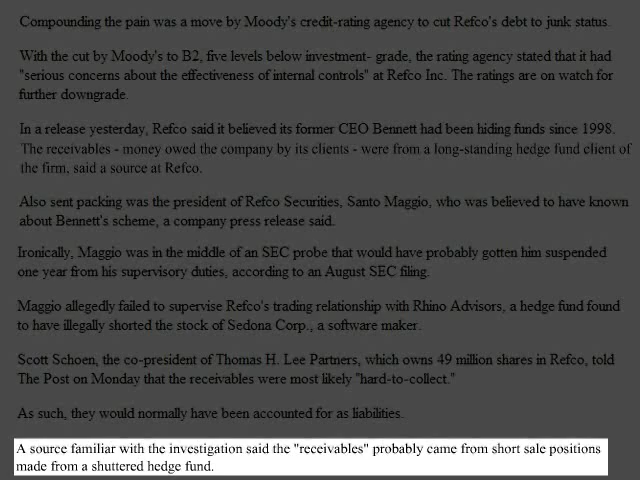 Compounding the pain was a move by Moody's credit-rating agency to cut Refco's debt to junk status.
With the cut by Moody's to B2, five levels below investment- grade, the rating agency stated that it had
"serious concerns about the effectiveness of internal controls" at Refco Inc. The ratings are on watch for
further downgrade.
In a release yesterday, Refco said it believed its former CEO Bennett had been hiding funds since 1998.
The receivables - money owed the company by its clients - were from a long-standing hedge fund client of
the firm, said a source at Refco.
Also sent packing was the president of Refco Securities, Santo Maggio, who was believed to have known
about Bennett's scheme, a company press release said.
Ironically, Maggio was in the middle of an SEC probe that would have probably gotten him suspended
one year from his supervisory duties, according to an August SEC filing.
Maggio allegedly failed to supervise Refco's trading relationship with Rhino Advisors, a hedge fund found
to have illegally shorted the stock of Sedona Corp., a software maker.
Scott Schoen, the co-president of Thomas H. Lee Partners, which owns 49 million shares in Refco, told
The Post on Monday that the receivables were most likely "hard-to-collect."
As such, they would normally have been accounted for as liabilities.
A source familiar with the investigation said the "receivables" probably came from short sale positions
made from a shuttered hedge fund.